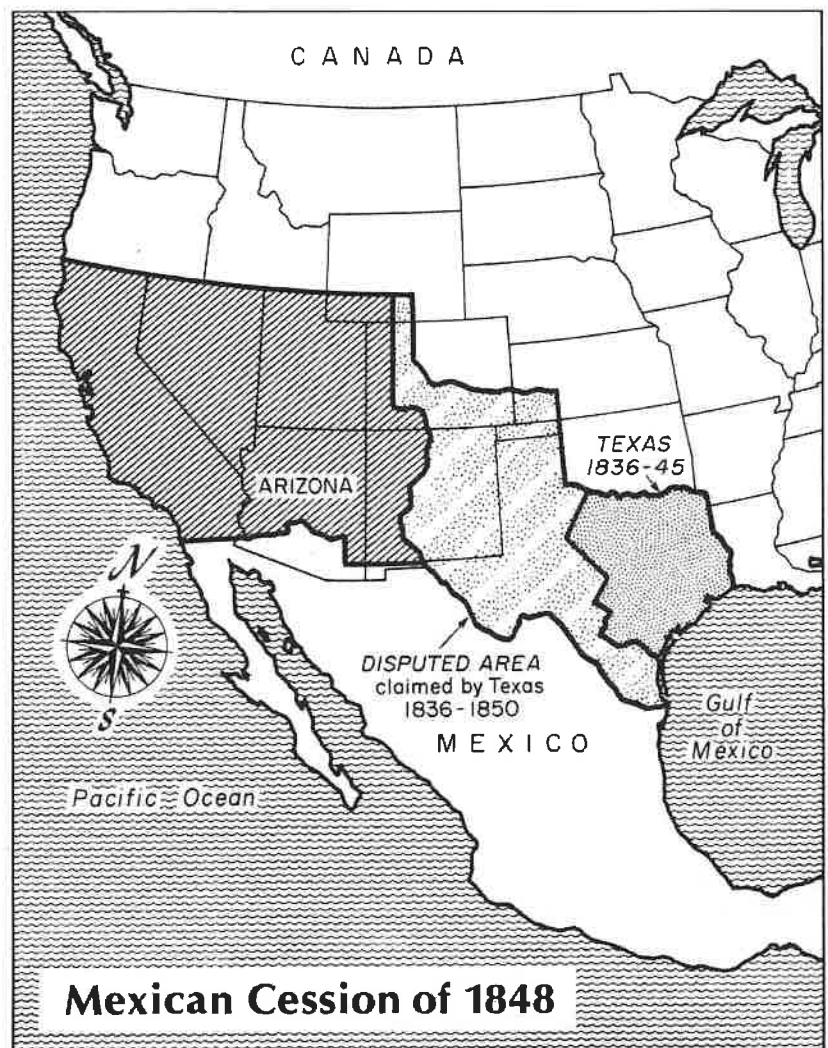 CANADA
TEXAS
1836-45
ARIZONA
N
S
DISPUTED AREA
claimed by Texas
1836-1850
MEXICO
Gulf
of
Mexico
Pacific Ocean
Mexican Cession of 1848